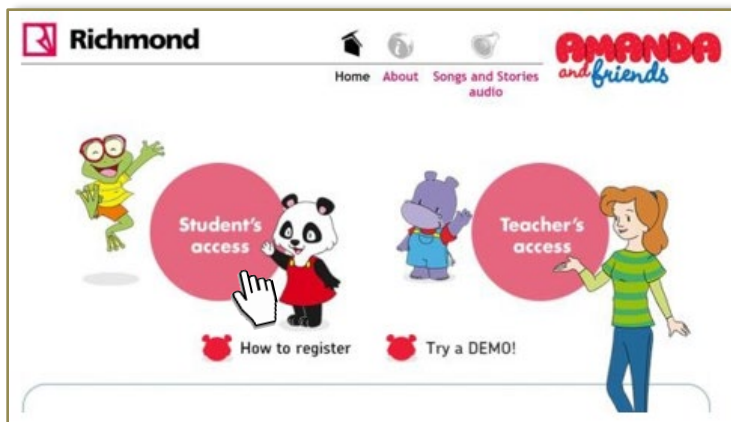 Richmond
Home About Songs and Stories
audio
AMANDA
and friends
Student's
access
Teacher's
access
How to register
Try a DEMO!